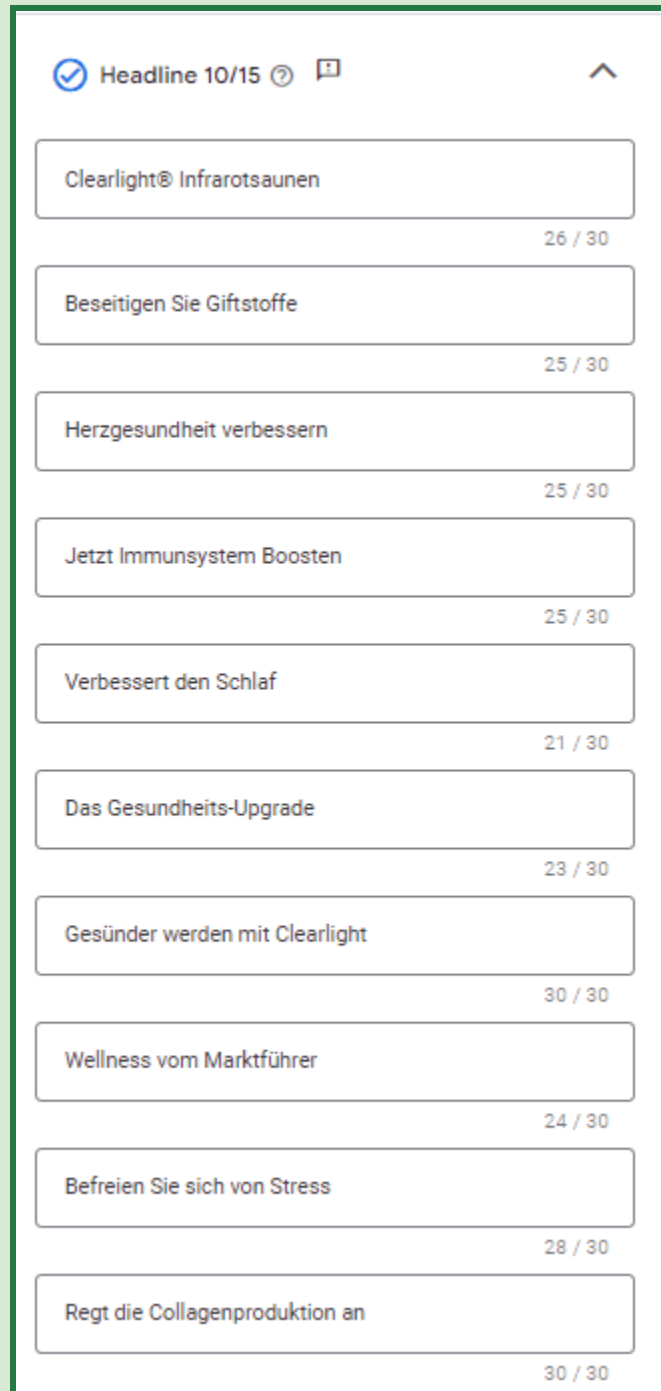 Headline 10/15
Clearlight® Infrarotsaunen
26 / 30
Beseitigen Sie Giftstoffe
25 / 30
Herzgesundheit verbessern
25 / 30
Jetzt Immunsystem Boosten
25 / 30
Verbessert den Schlaf
21 / 30
Das Gesundheits-Upgrade
23 / 30
Gesünder werden mit Clearlight
30 / 30
Wellness vom Marktführer
24 / 30
Befreien Sie sich von Stress
28 / 30
Regt die Collagenproduktion an
30 / 30